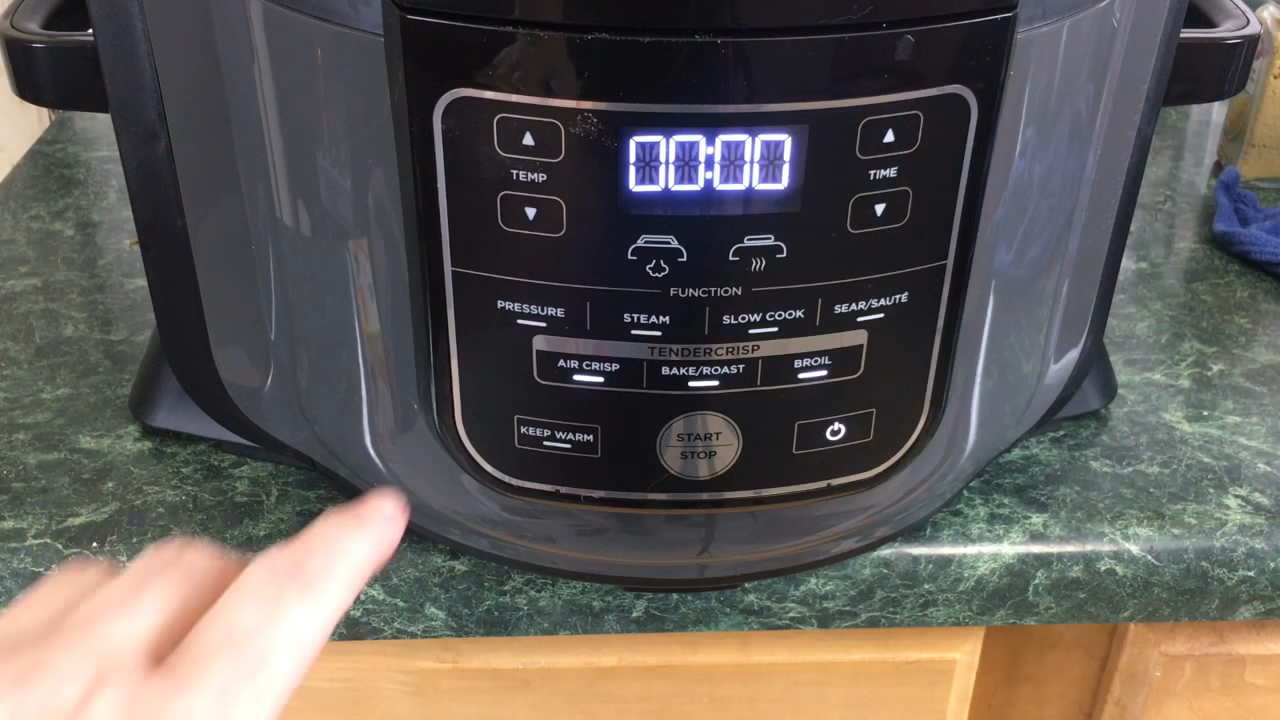 00:00
TEMP
TIME
FUNCTION
PRESSURE
STEAM
SLOW COOK
SEAR/SAUTÉ
TENDERCRISP
AIR CRISP
BAKE/ROAST
BROIL
KEEP WARM
START
STOP